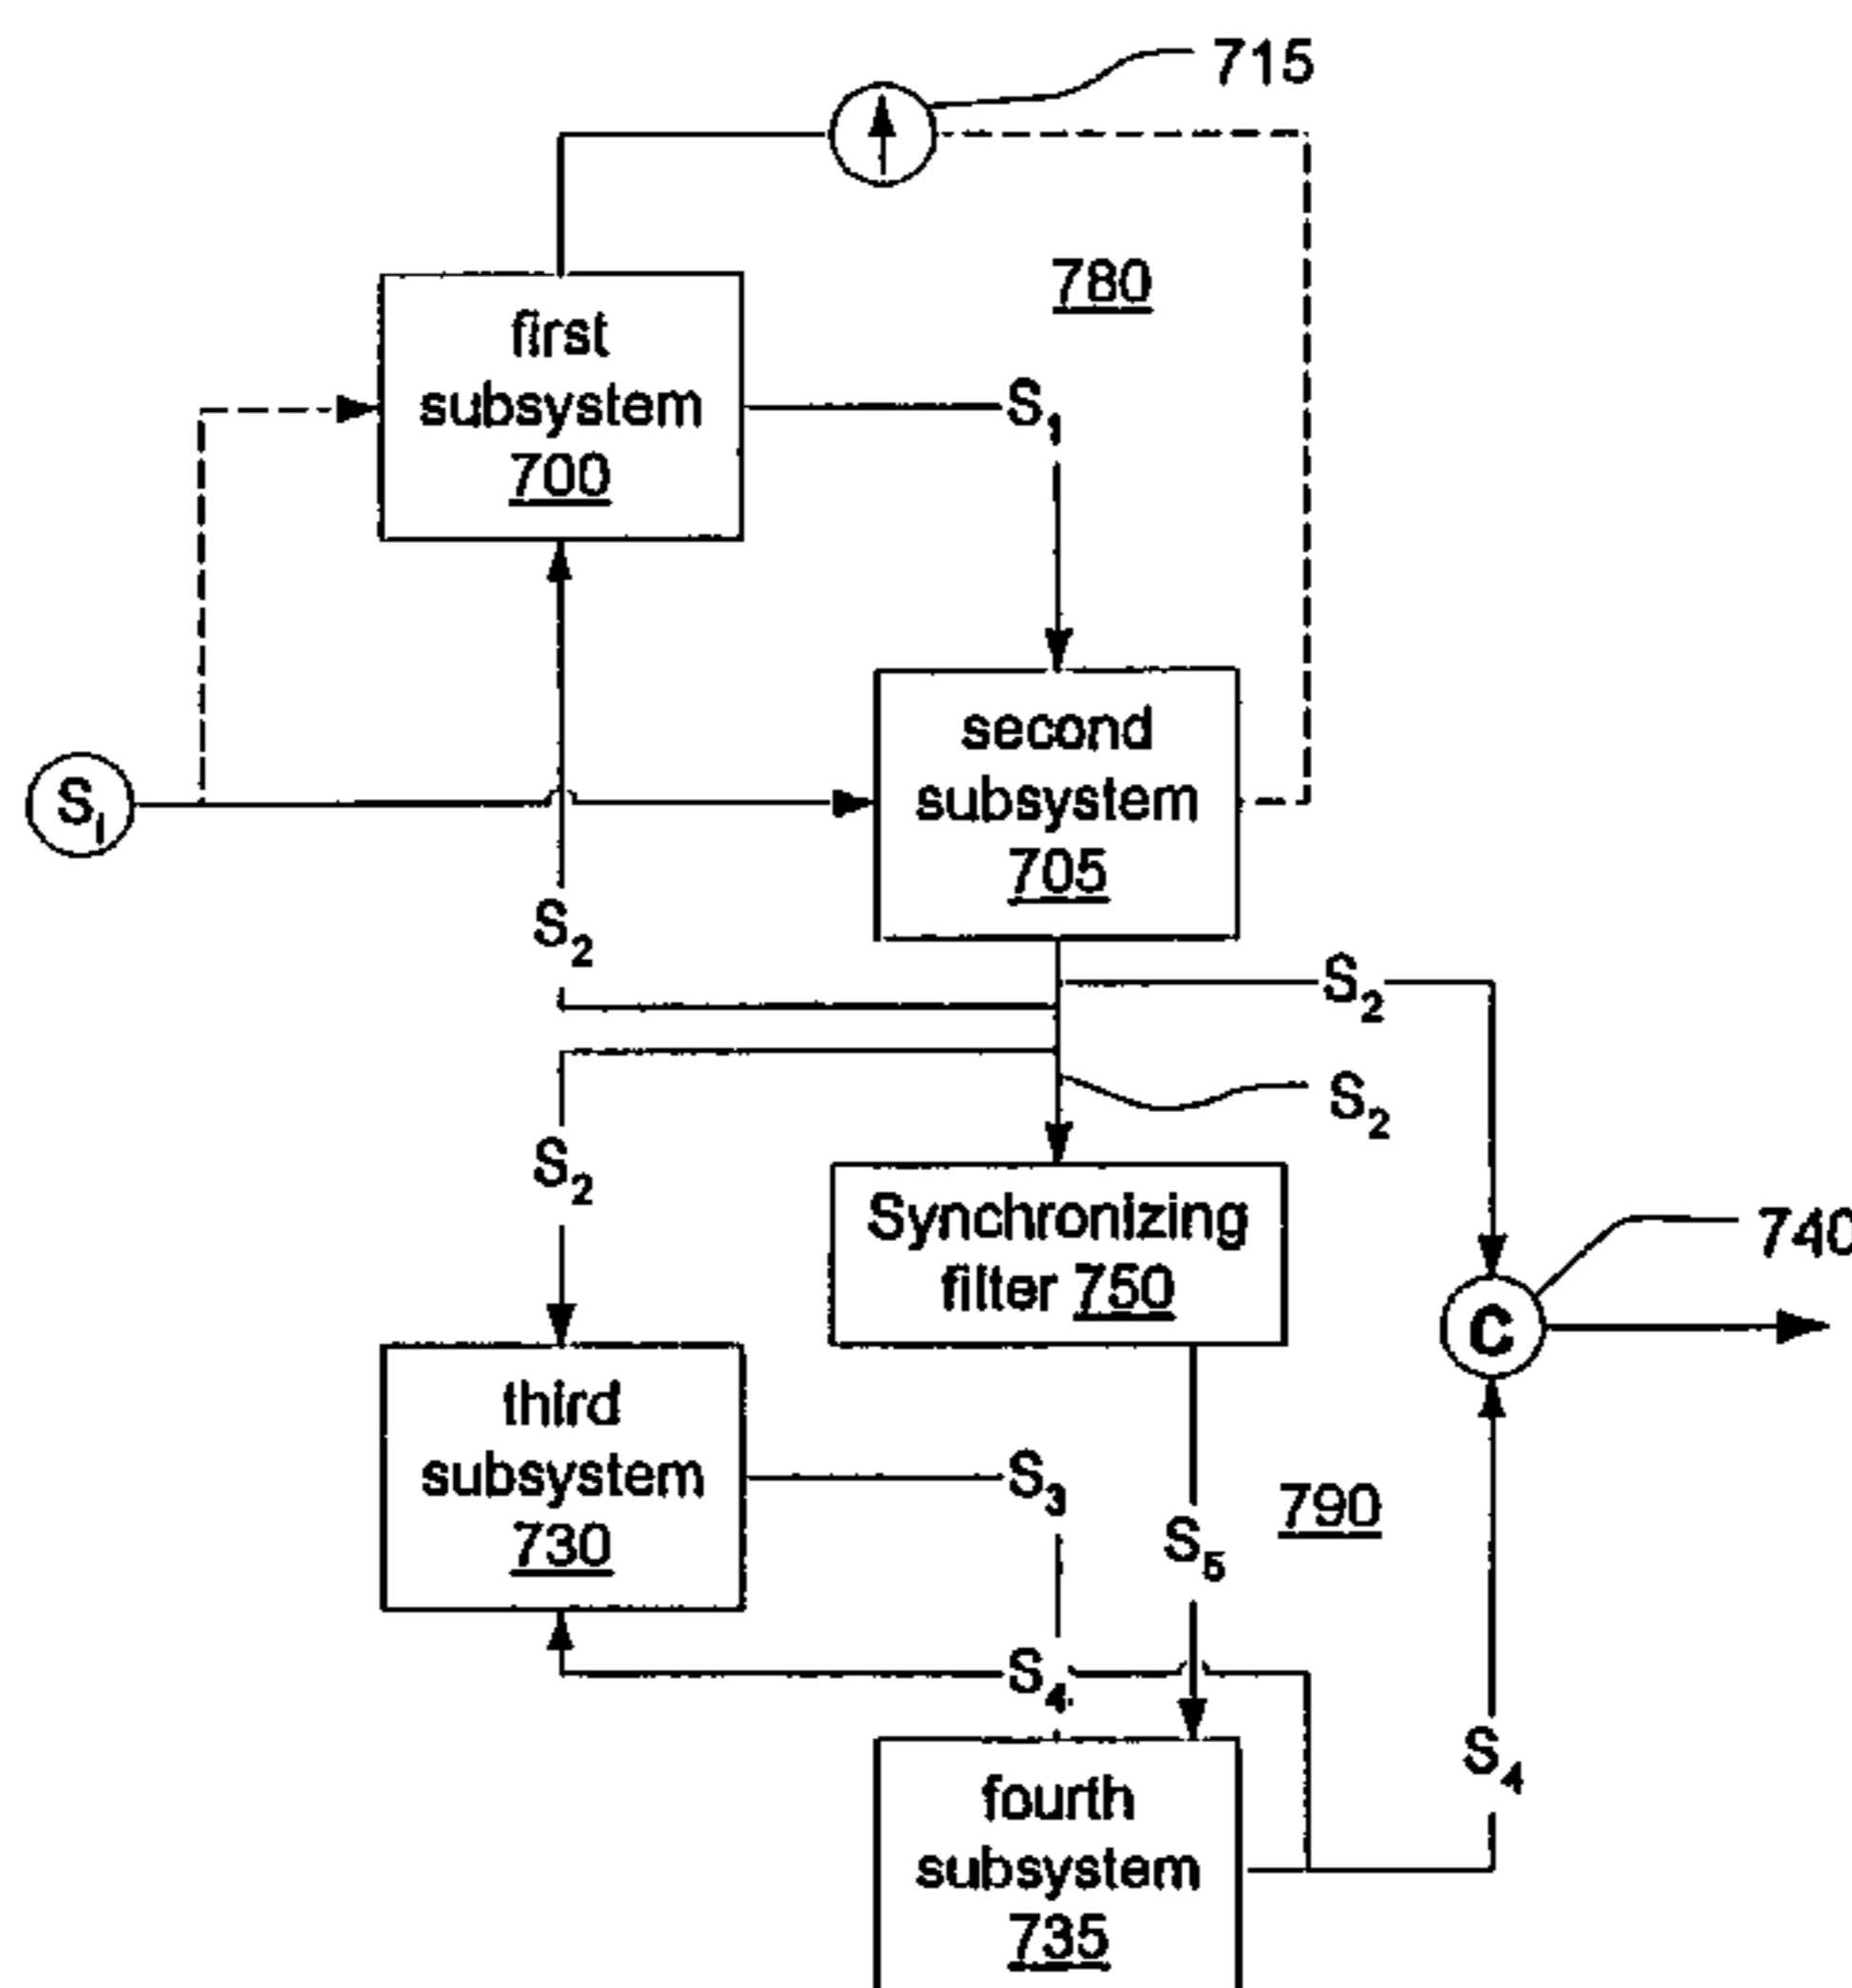 715
780
first
subsystem
700
S₁
Sᵢ
second
subsystem
705
S₂
S₂
S₂
S₂
Synchronizing
filter 750
740
C
third
subsystem
730
S₃
S₅
790
S₄
S₄
fourth
subsystem
735